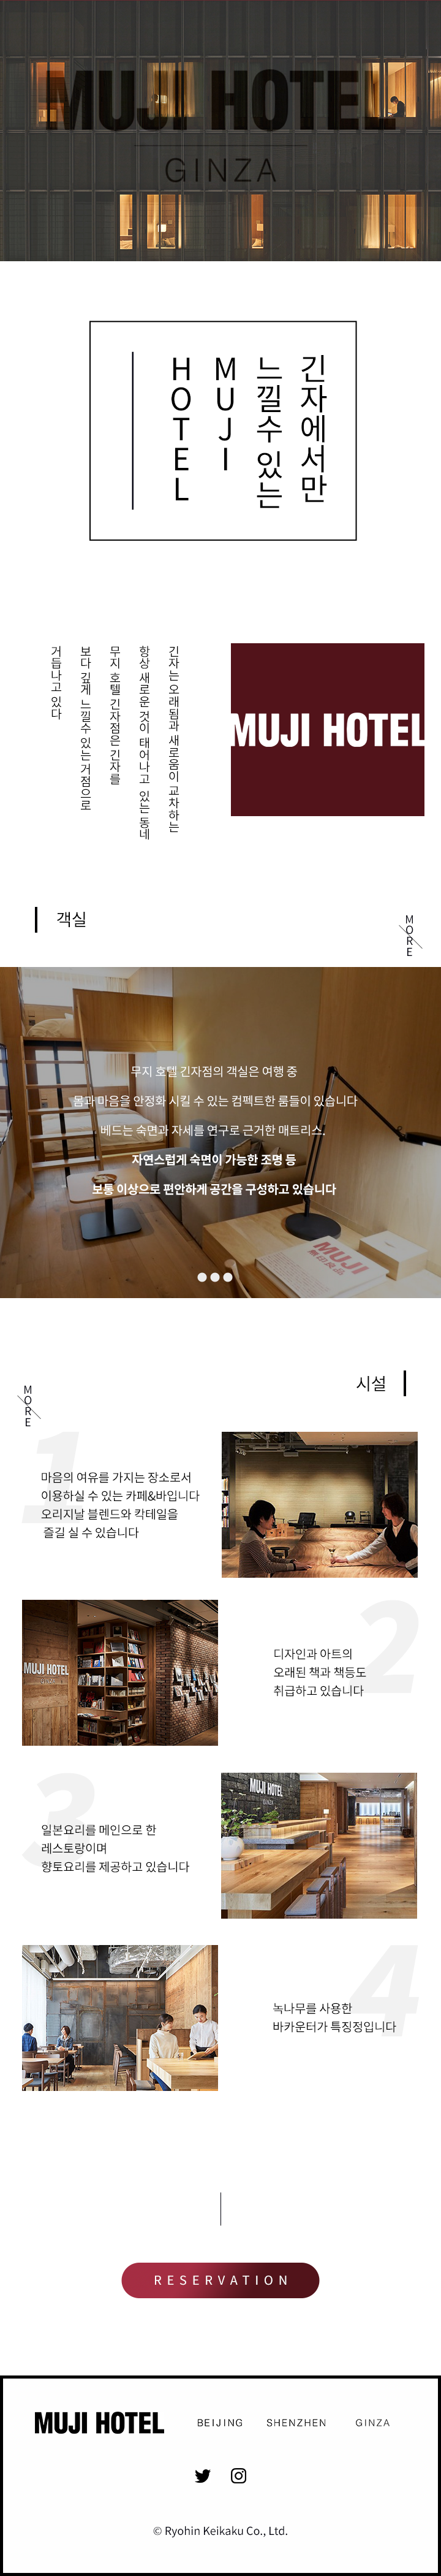 MUJI HOTEL
GINZA
긴자에서만
느낄수 있는
MUJI
HOTEL
긴자는 오래됨과 새로움이 교차하는
항상 새로운 것이 태어나고 있는 동네
무지 호텔 긴자점은 긴자를
보다 깊게 느낄수 있는 거점으로
거듭나고 있다
MUJI HOTEL
객실
MORE
무지 호텔 긴자점의 객실은 여행 중
몸과 마음을 안정화 시킬 수 있는 컴펙트한 룸들이 있습니다
베드는 숙면과 자세를 연구로 근거한 매트리스.
자연스럽게 숙면이 가능한 조명 등
보통 이상으로 편안하게 공간을 구성하고 있습니다
MUJI
無印良品
시설
MORE
1
마음의 여유를 가지는 장소로서
이용하실 수 있는 카페&바입니다
오리지날 블렌드와 칵테일을
즐길 실 수 있습니다
MUJI HOTEL
GINZA
2
디자인과 아트의
오래된 책과 책등도
취급하고 있습니다
3
일본요리를 메인으로 한
레스토랑이며
향토요리를 제공하고 있습니다
MUJI HOTEL
GINZA
4
녹나무를 사용한
바카운터가 특징정입니다
RESERVATION
MUJI HOTEL
BEIJING SHENZHEN GINZA
© Ryohin Keikaku Co., Ltd.